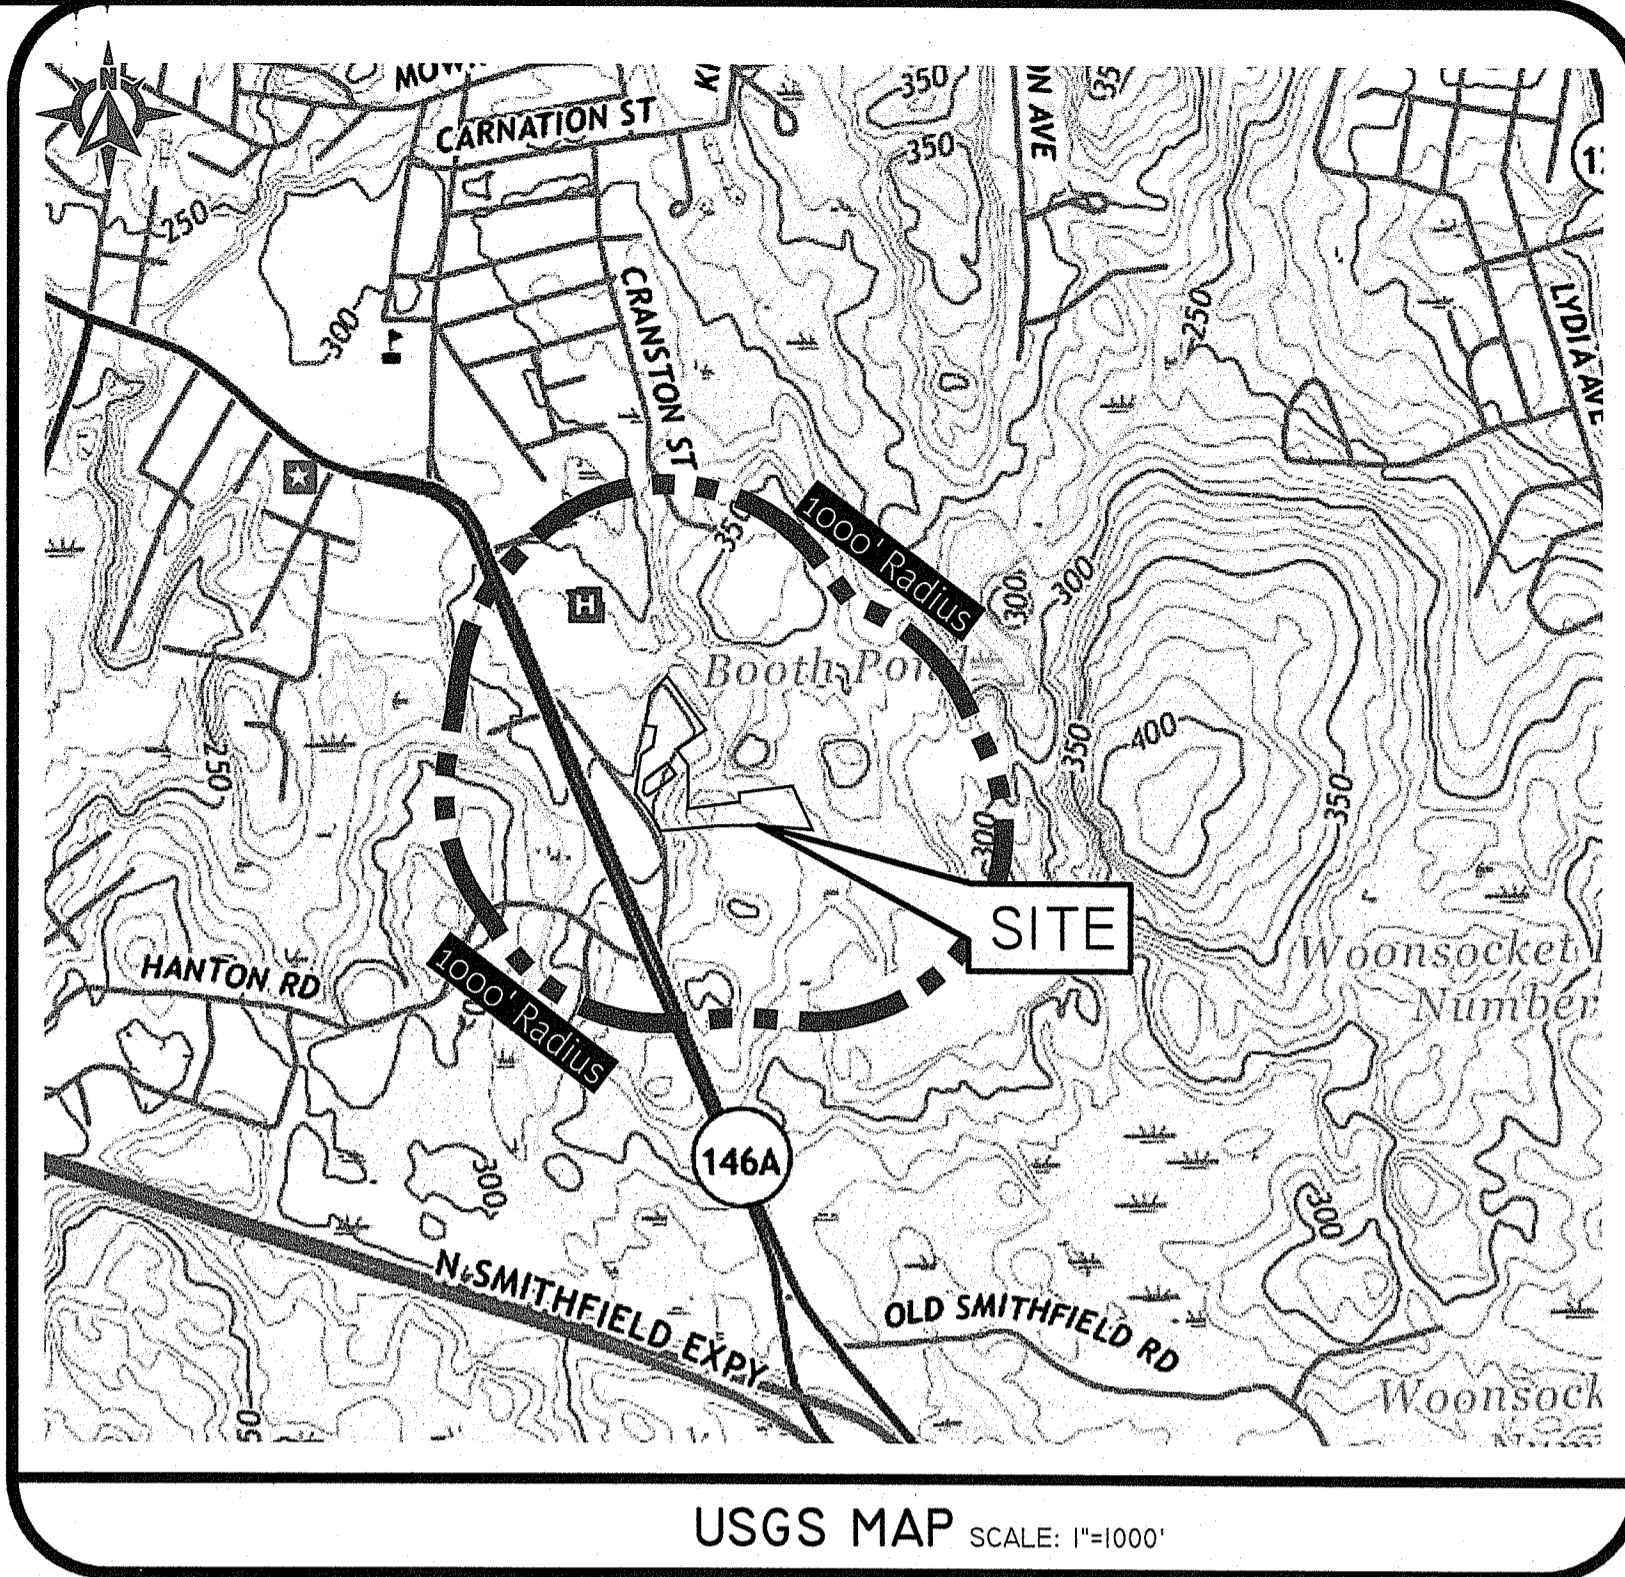 N
CARNATION ST
350
350
250
300
CRANSTON ST
250
LYDIA AVE
350
1000' Radius
H
300
300
Booth Pond
250
350
400
350
300
SITE
HANTON RD
1000' Radius
Woonsocket
Number
146A
300
300
N SMITHFIELD EXPY
OLD SMITHFIELD RD
USGS MAP SCALE: 1"=1000'